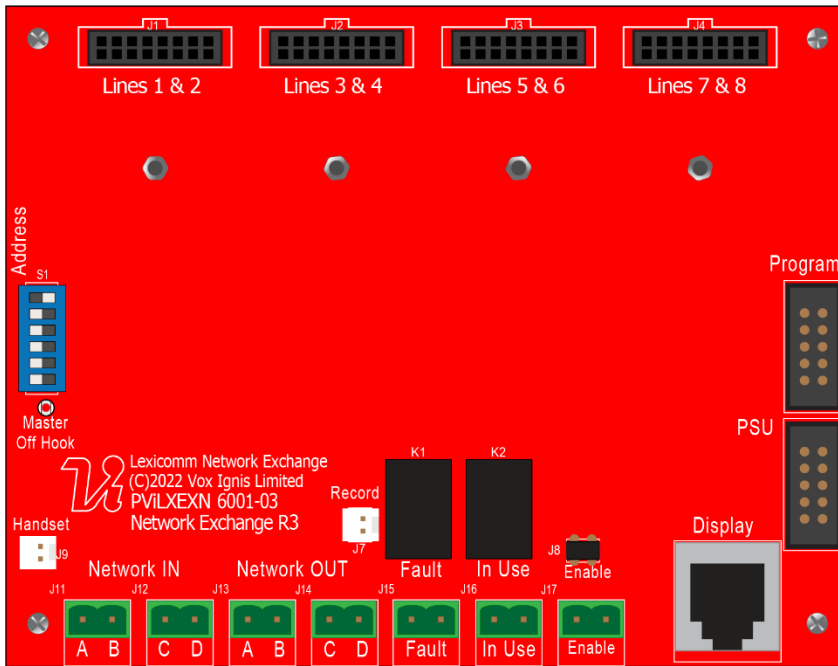 J1
J2
J3
J4
Lines 1 & 2
Lines 3 & 4
Lines 5 & 6
Lines 7 & 8
Address
S1
Program
Master
Off Hook
PSU
K1
K2
Lexicomm Network Exchange
(C)2022 Vox Ignis Limited
PViLXEXN 6001-03
Network Exchange R3
Record
J7
Handset
J9
Display
J8
Enable
Network IN
Network OUT
Fault
In Use
J11
J12
J13
J14
J15
J16
J17
A B
C D
A B
C D
Fault
In Use
Enable